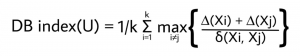 DB index(U) = 1/k k Σ i=1 max i≠j { Δ(Xi) + Δ(Xj) / δ(Xi, Xj) }